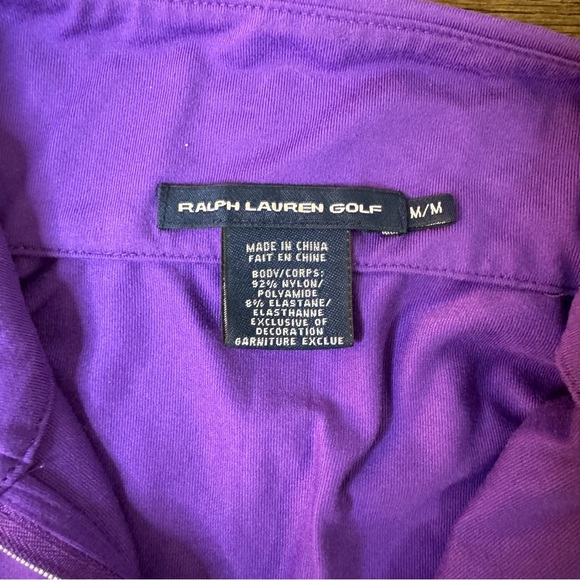 RALPH LAUREN GOLF
M/M
MADE IN CHINA
FAIT EN CHINE
BODY/CORPS:
92% NYLON/
POLYAMIDE
8% ELASTANE/
ELASTHANNE
EXCLUSIVE OF
DECORATION
GARNITURE EXCLUE